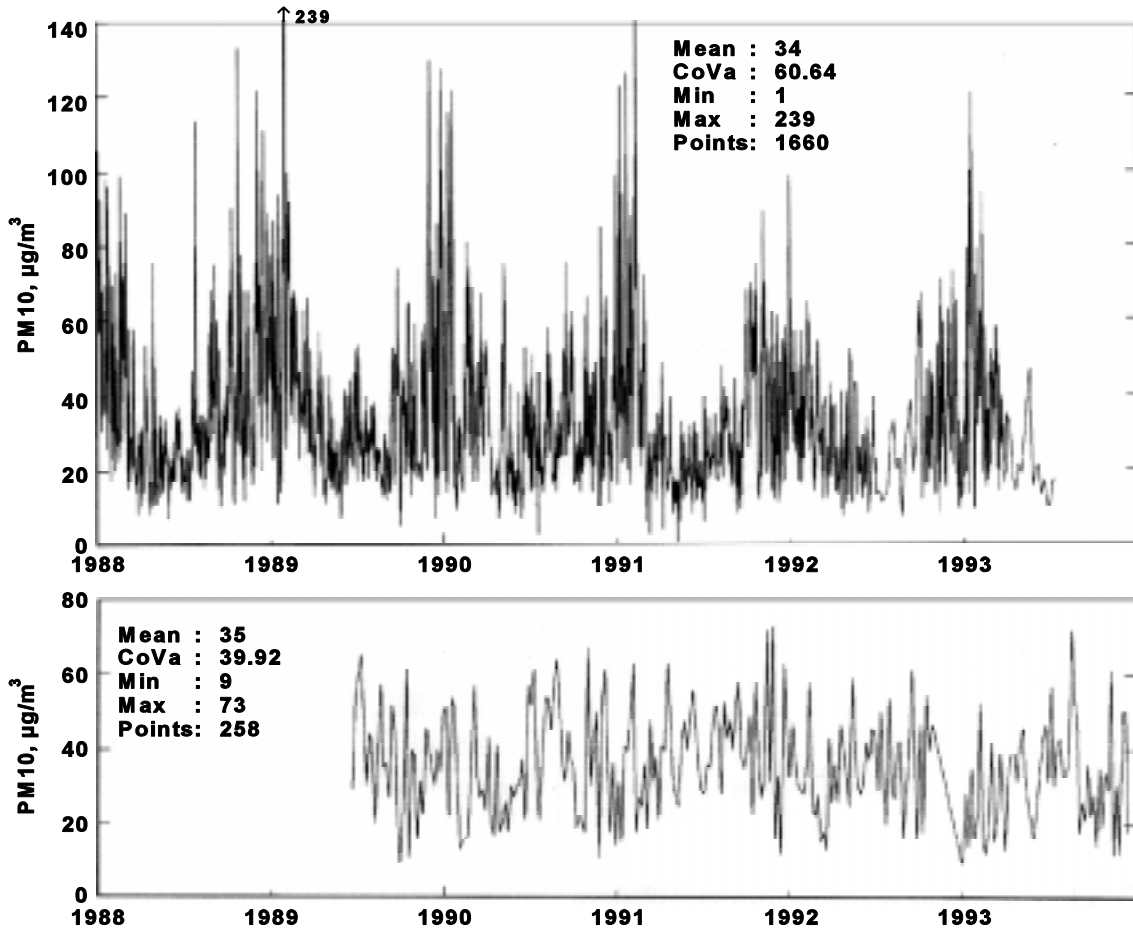 239
140
120
100
80
60
40
20
0
PM10, µg/m³
Mean : 34
CoVa : 60.64
Min : 1
Max : 239
Points: 1660
1988 1989 1990 1991 1992 1993
80
60
40
20
0
PM10, µg/m³
Mean : 35
CoVa : 39.92
Min : 9
Max : 73
Points: 258
1988 1989 1990 1991 1992 1993